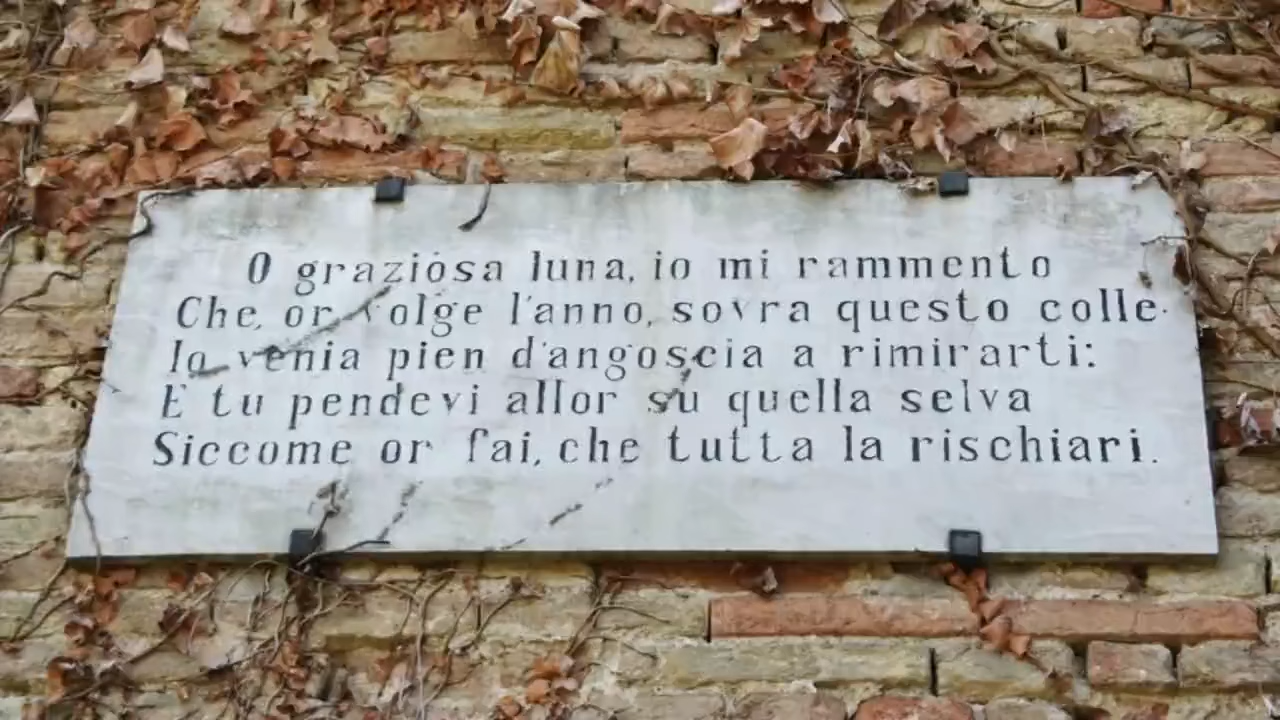 O graziosa luna, io mi rammento
Che, or volge l'anno, sovra questo colle
Io venia pien d'angoscia a rimirarti:
E tu pendevi allor su quella selva
Siccome or fai, che tutta la rischiari.